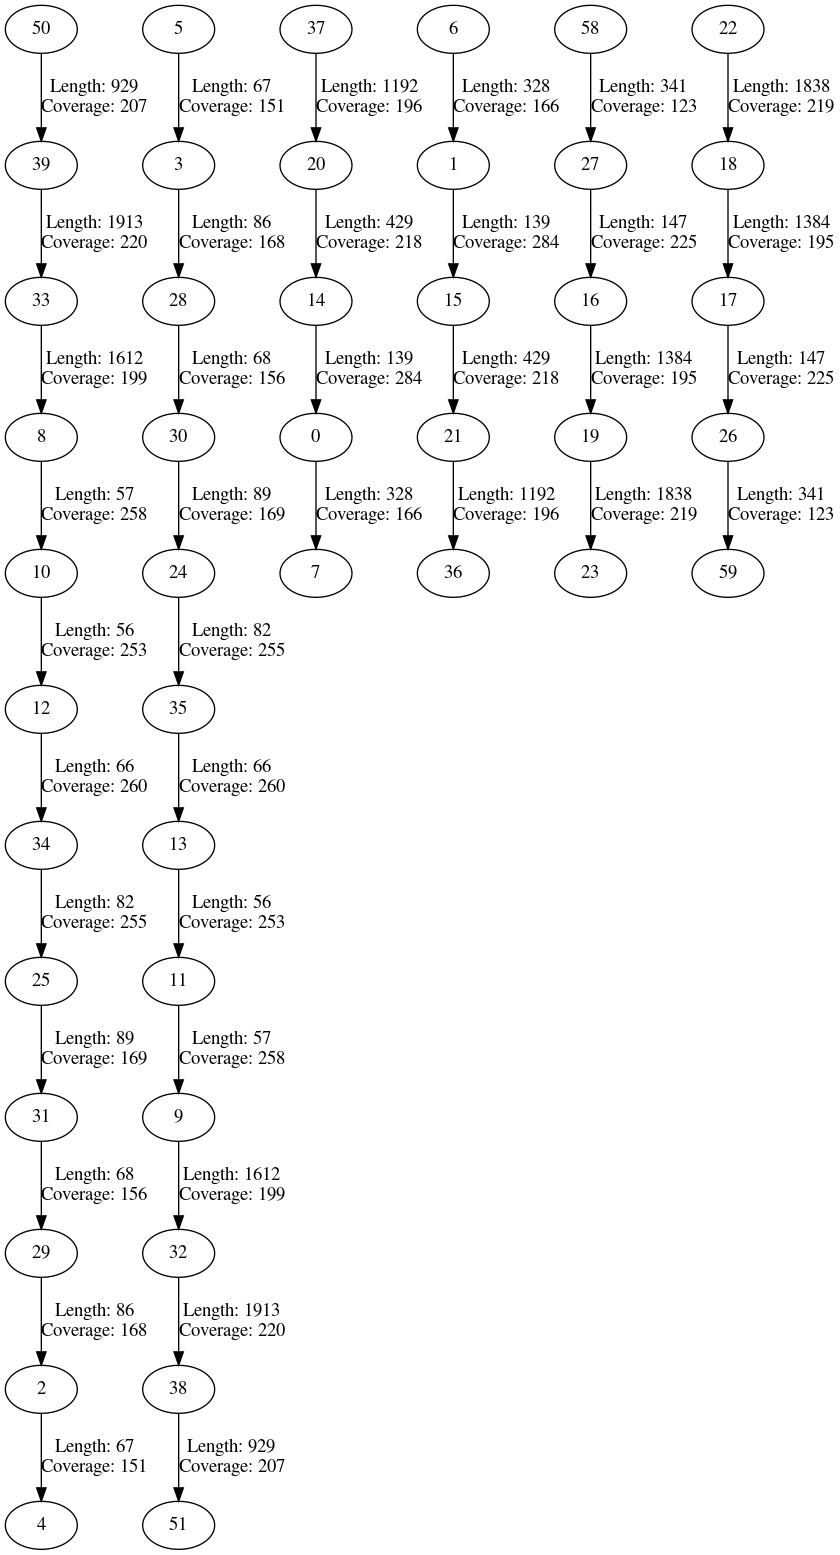 50 5 37 6 58 22
Length: 929 Length: 67 Length: 1192 Length: 328 Length: 341 Length: 1838
Coverage: 207 Coverage: 151 Coverage: 196 Coverage: 166 Coverage: 123 Coverage: 219
39 3 20 1 27 18
Length: 1913 Length: 86 Length: 429 Length: 139 Length: 147 Length: 1384
Coverage: 220 Coverage: 168 Coverage: 218 Coverage: 284 Coverage: 225 Coverage: 195
33 28 14 15 16 17
Length: 1612 Length: 68 Length: 139 Length: 429 Length: 1384 Length: 147
Coverage: 199 Coverage: 156 Coverage: 284 Coverage: 218 Coverage: 195 Coverage: 225
8 30 0 21 19 26
Length: 57 Length: 89 Length: 328 Length: 1192 Length: 1838 Length: 341
Coverage: 258 Coverage: 169 Coverage: 166 Coverage: 196 Coverage: 219 Coverage: 123
10 24 7 36 23 59
Length: 56 Length: 82
Coverage: 253 Coverage: 255
12 35
Length: 66 Length: 66
Coverage: 260 Coverage: 260
34 13
Length: 82 Length: 56
Coverage: 255 Coverage: 253
25 11
Length: 89 Length: 57
Coverage: 169 Coverage: 258
31 9
Length: 68 Length: 1612
Coverage: 156 Coverage: 199
29 32
Length: 86 Length: 1913
Coverage: 168 Coverage: 220
2 38
Length: 67 Length: 929
Coverage: 151 Coverage: 207
4 51